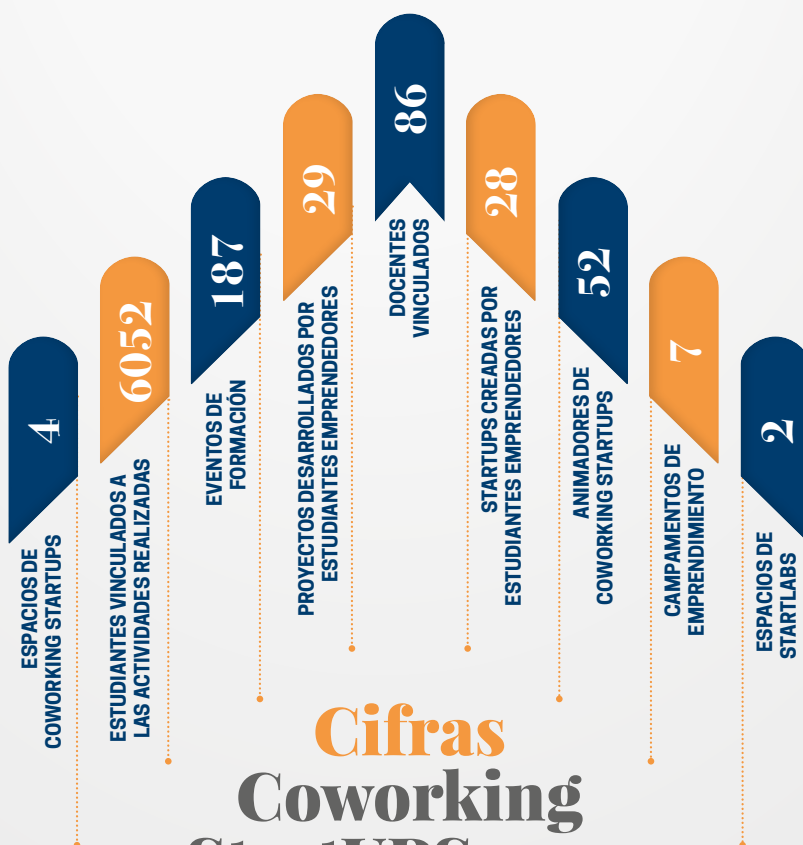 4
ESPACIOS DE
COWORKING STARTUPS
6052
ESTUDIANTES VINCULADOS A
LAS ACTIVIDADES REALIZADAS
187
EVENTOS DE
FORMACIÓN
29
PROYECTOS DESARROLLADOS POR
ESTUDIANTES EMPRENDEDORES
86
DOCENTES
VINCULADOS
28
STARTUPS CREADAS POR
ESTUDIANTES EMPRENDEDORES
52
ANIMADORES DE
COWORKING STARTUPS
7
CAMPAMENTOS DE
EMPRENDIMIENTO
2
ESPACIOS DE
STARTLABS
Cifras
Coworking
StartUPS